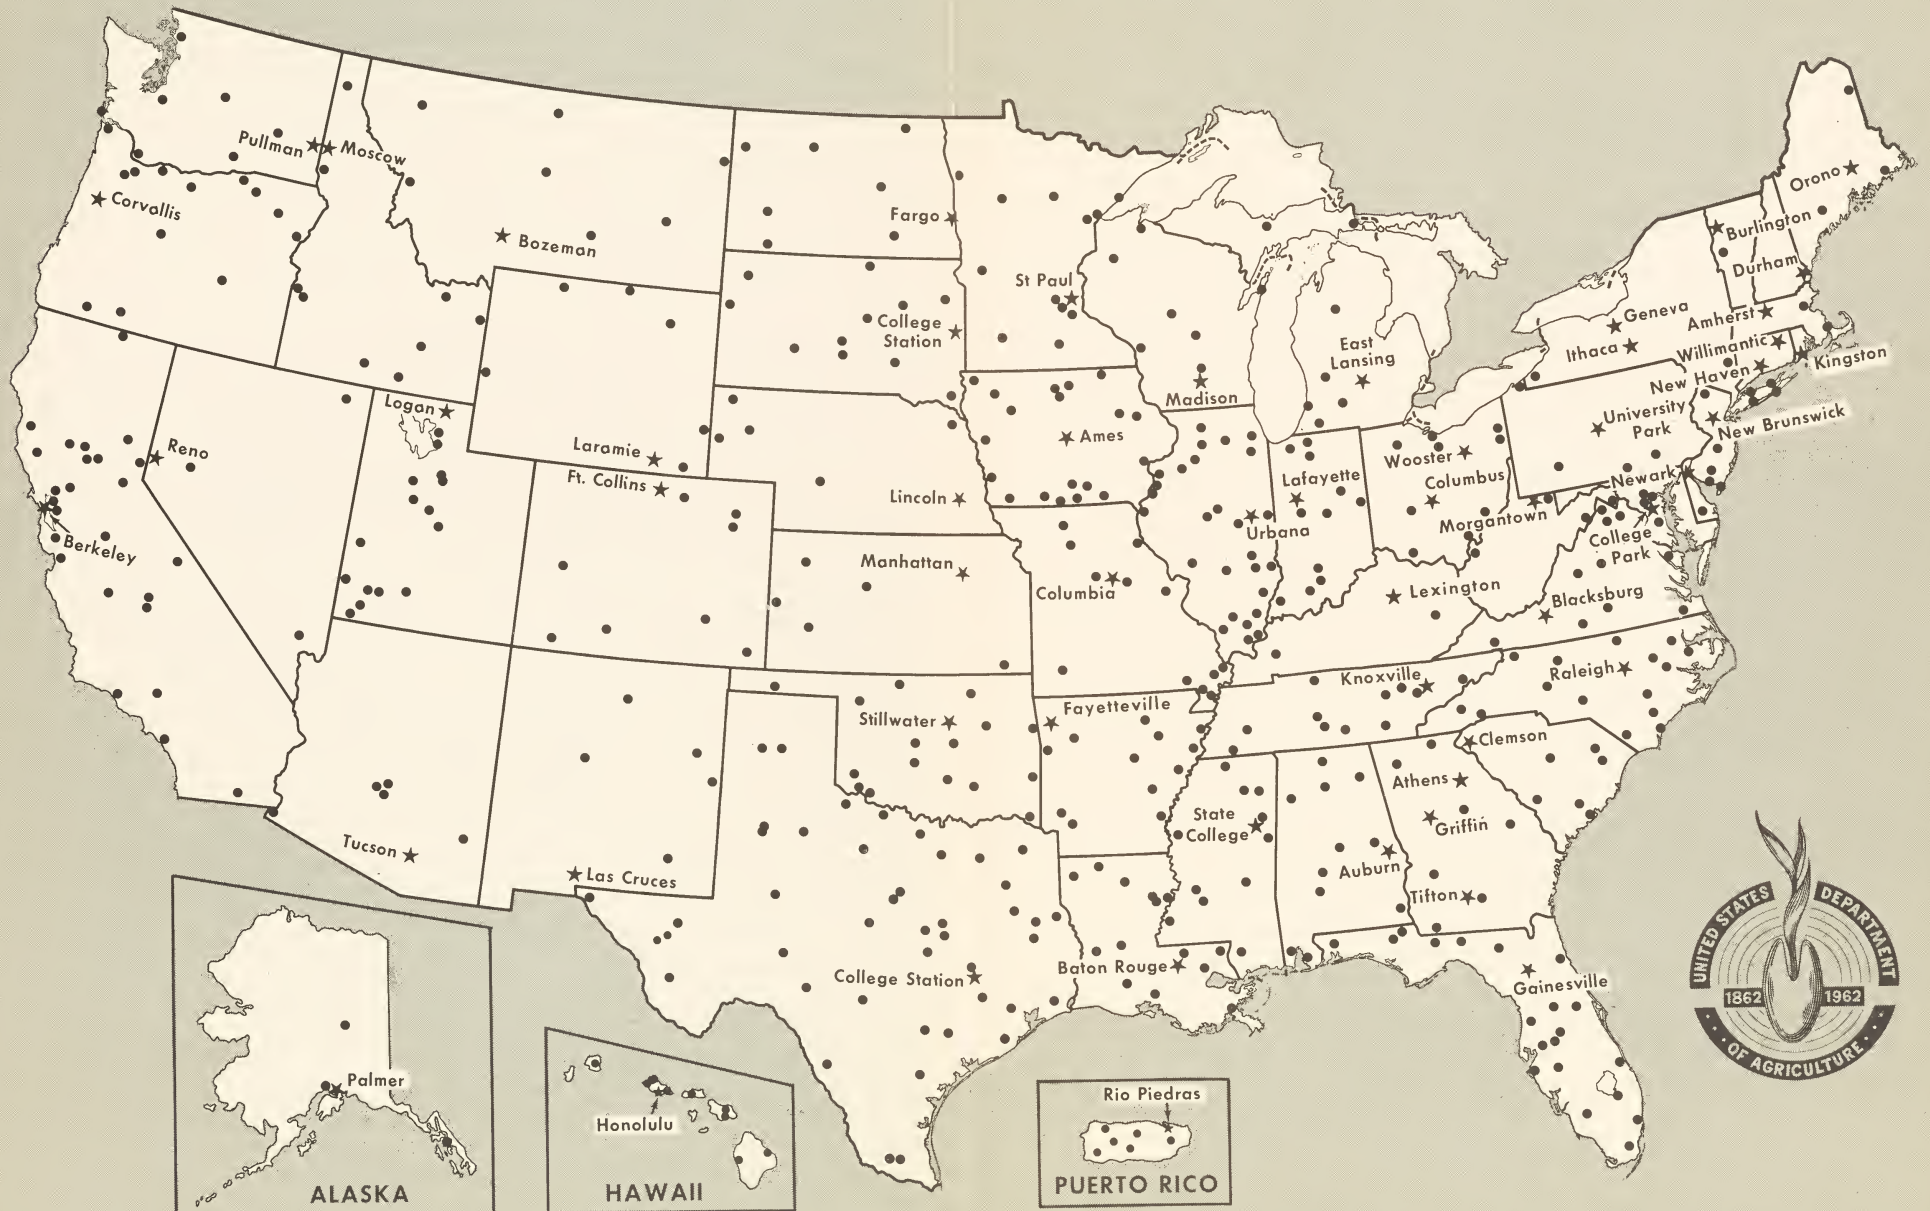 Pullman
Moscow
Corvallis
Bozeman
Fargo
St Paul
College
Station
East
Lansing
Madison
Orono
Burlington
Durham
Geneva
Ithaca
Amherst
Willimantic
Kingston
New Haven
University
Park
New Brunswick
Logan
Reno
Laramie
Ft. Collins
Lincoln
Ames
Lafayette
Wooster
Columbus
Newark
Urbana
Morgantown
College
Park
Berkeley
Manhattan
Columbia
Lexington
Blacksburg
Knoxville
Raleigh
Stillwater
Fayetteville
Clemson
Athens
State
College
Griffin
Tucson
Las Cruces
Auburn
Tifton
College Station
Baton Rouge
Gainesville
Palmer
ALASKA
Honolulu
HAWAII
Rio Piedras
PUERTO RICO
UNITED STATES DEPARTMENT
1862 1962
OF AGRICULTURE